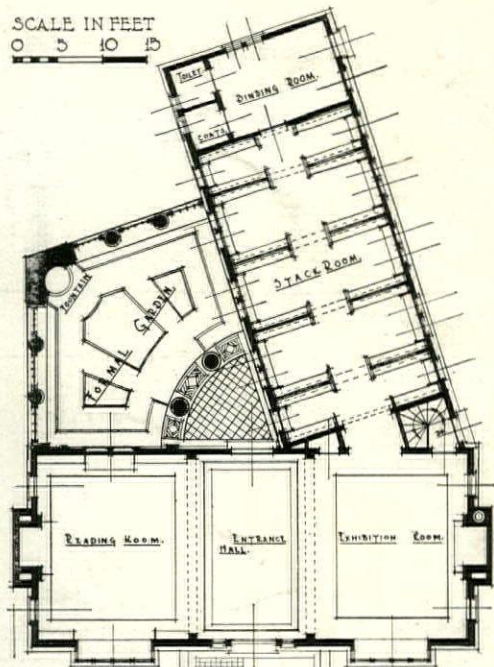 SCALE IN FEET
0 5 10 15
TOILET.
BINDING ROOM.
COATS.
STACK ROOM.
FOUNTAIN
FORMAL GARDEN.
READING ROOM.
ENTRANCE
HALL.
EXHIBITION ROOM.